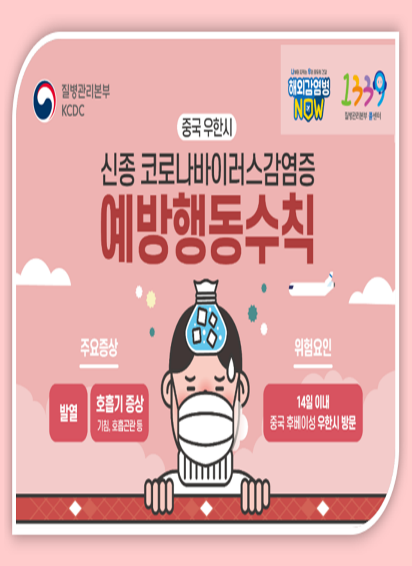 질병관리본부
KCDC
해외감염병
NOW
1339
질병관리본부 콜센터
중국 우한시
신종 코로나바이러스감염증
예방행동수칙
주요증상
위험요인
발열
호흡기 증상
기침, 호흡곤란 등
14일 이내
중국 후베이성 우한시 방문